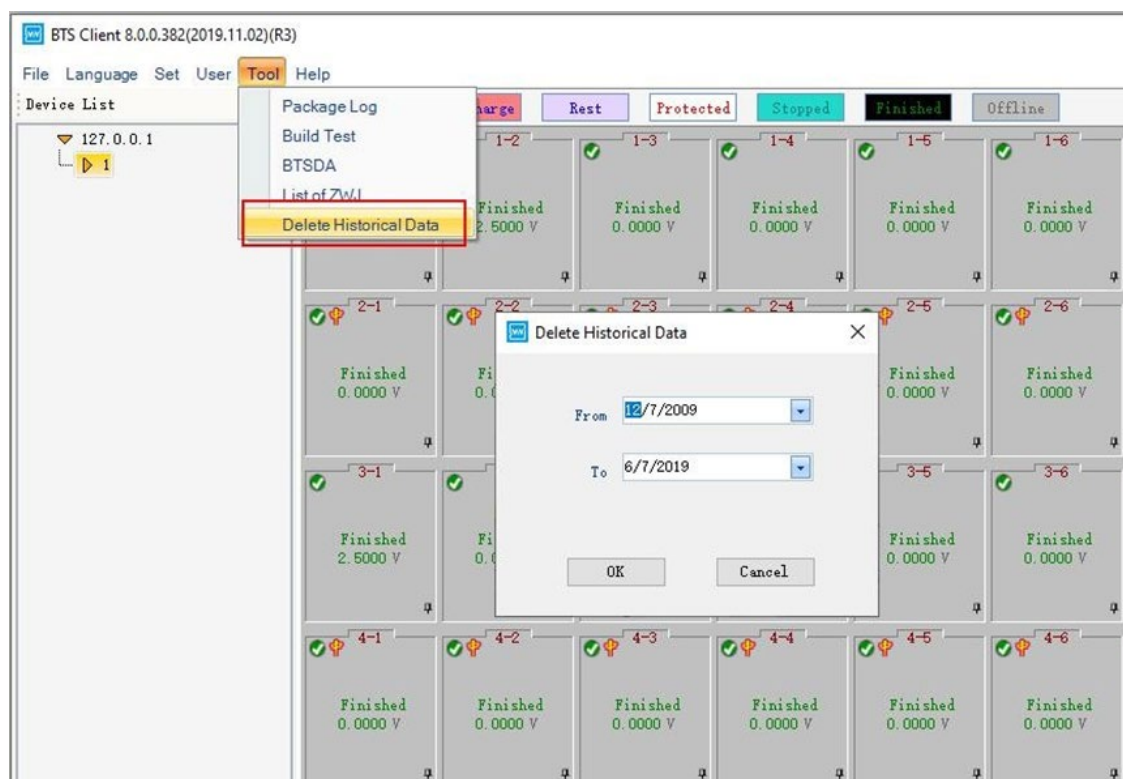 BTS Client 8.0.0.382(2019.11.02)(R3)
File Language Set User Tool Help
Device List
127.0.0.1
1
Package Log
Build Test
BTSDA
List of ZWJ
Delete Historical Data
arge Rest Protected Stopped Finished Offline
1-2 1-3 1-4 1-5 1-6
Finished Finished Finished Finished Finished
2.5000 V 0.0000 V 0.0000 V 0.0000 V 0.0000 V
2-1 2-2 2-3 2-4 2-5 2-6
Finished Fi Finished Finished
0.0000 V 0.0 0.0000 V 0.0000 V
Delete Historical Data
From 12/7/2009
To 6/7/2019
OK Cancel
3-1 3-5 3-6
Finished Fi Finished Finished
2.5000 V 0.0 0.0000 V 0.0000 V
4-1 4-2 4-3 4-4 4-5 4-6
Finished Finished Finished Finished Finished Finished
0.0000 V 0.0000 V 0.0000 V 0.0000 V 0.0000 V 0.0000 V